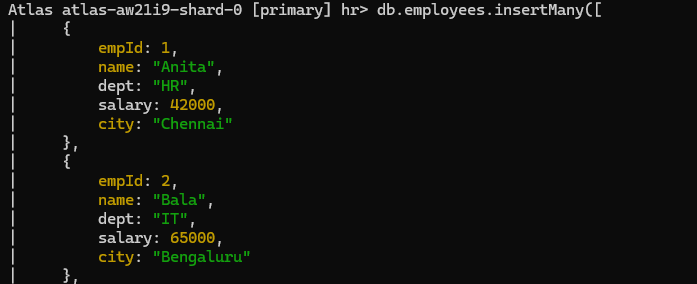 Atlas atlas-aw21i9-shard-0 [primary] hr> db.employees.insertMany([
|     {
|         empId: 1,
|         name: "Anita",
|         dept: "HR",
|         salary: 42000,
|         city: "Chennai"
|     },
|     {
|         empId: 2,
|         name: "Bala",
|         dept: "IT",
|         salary: 65000,
|         city: "Bengaluru"
|     },